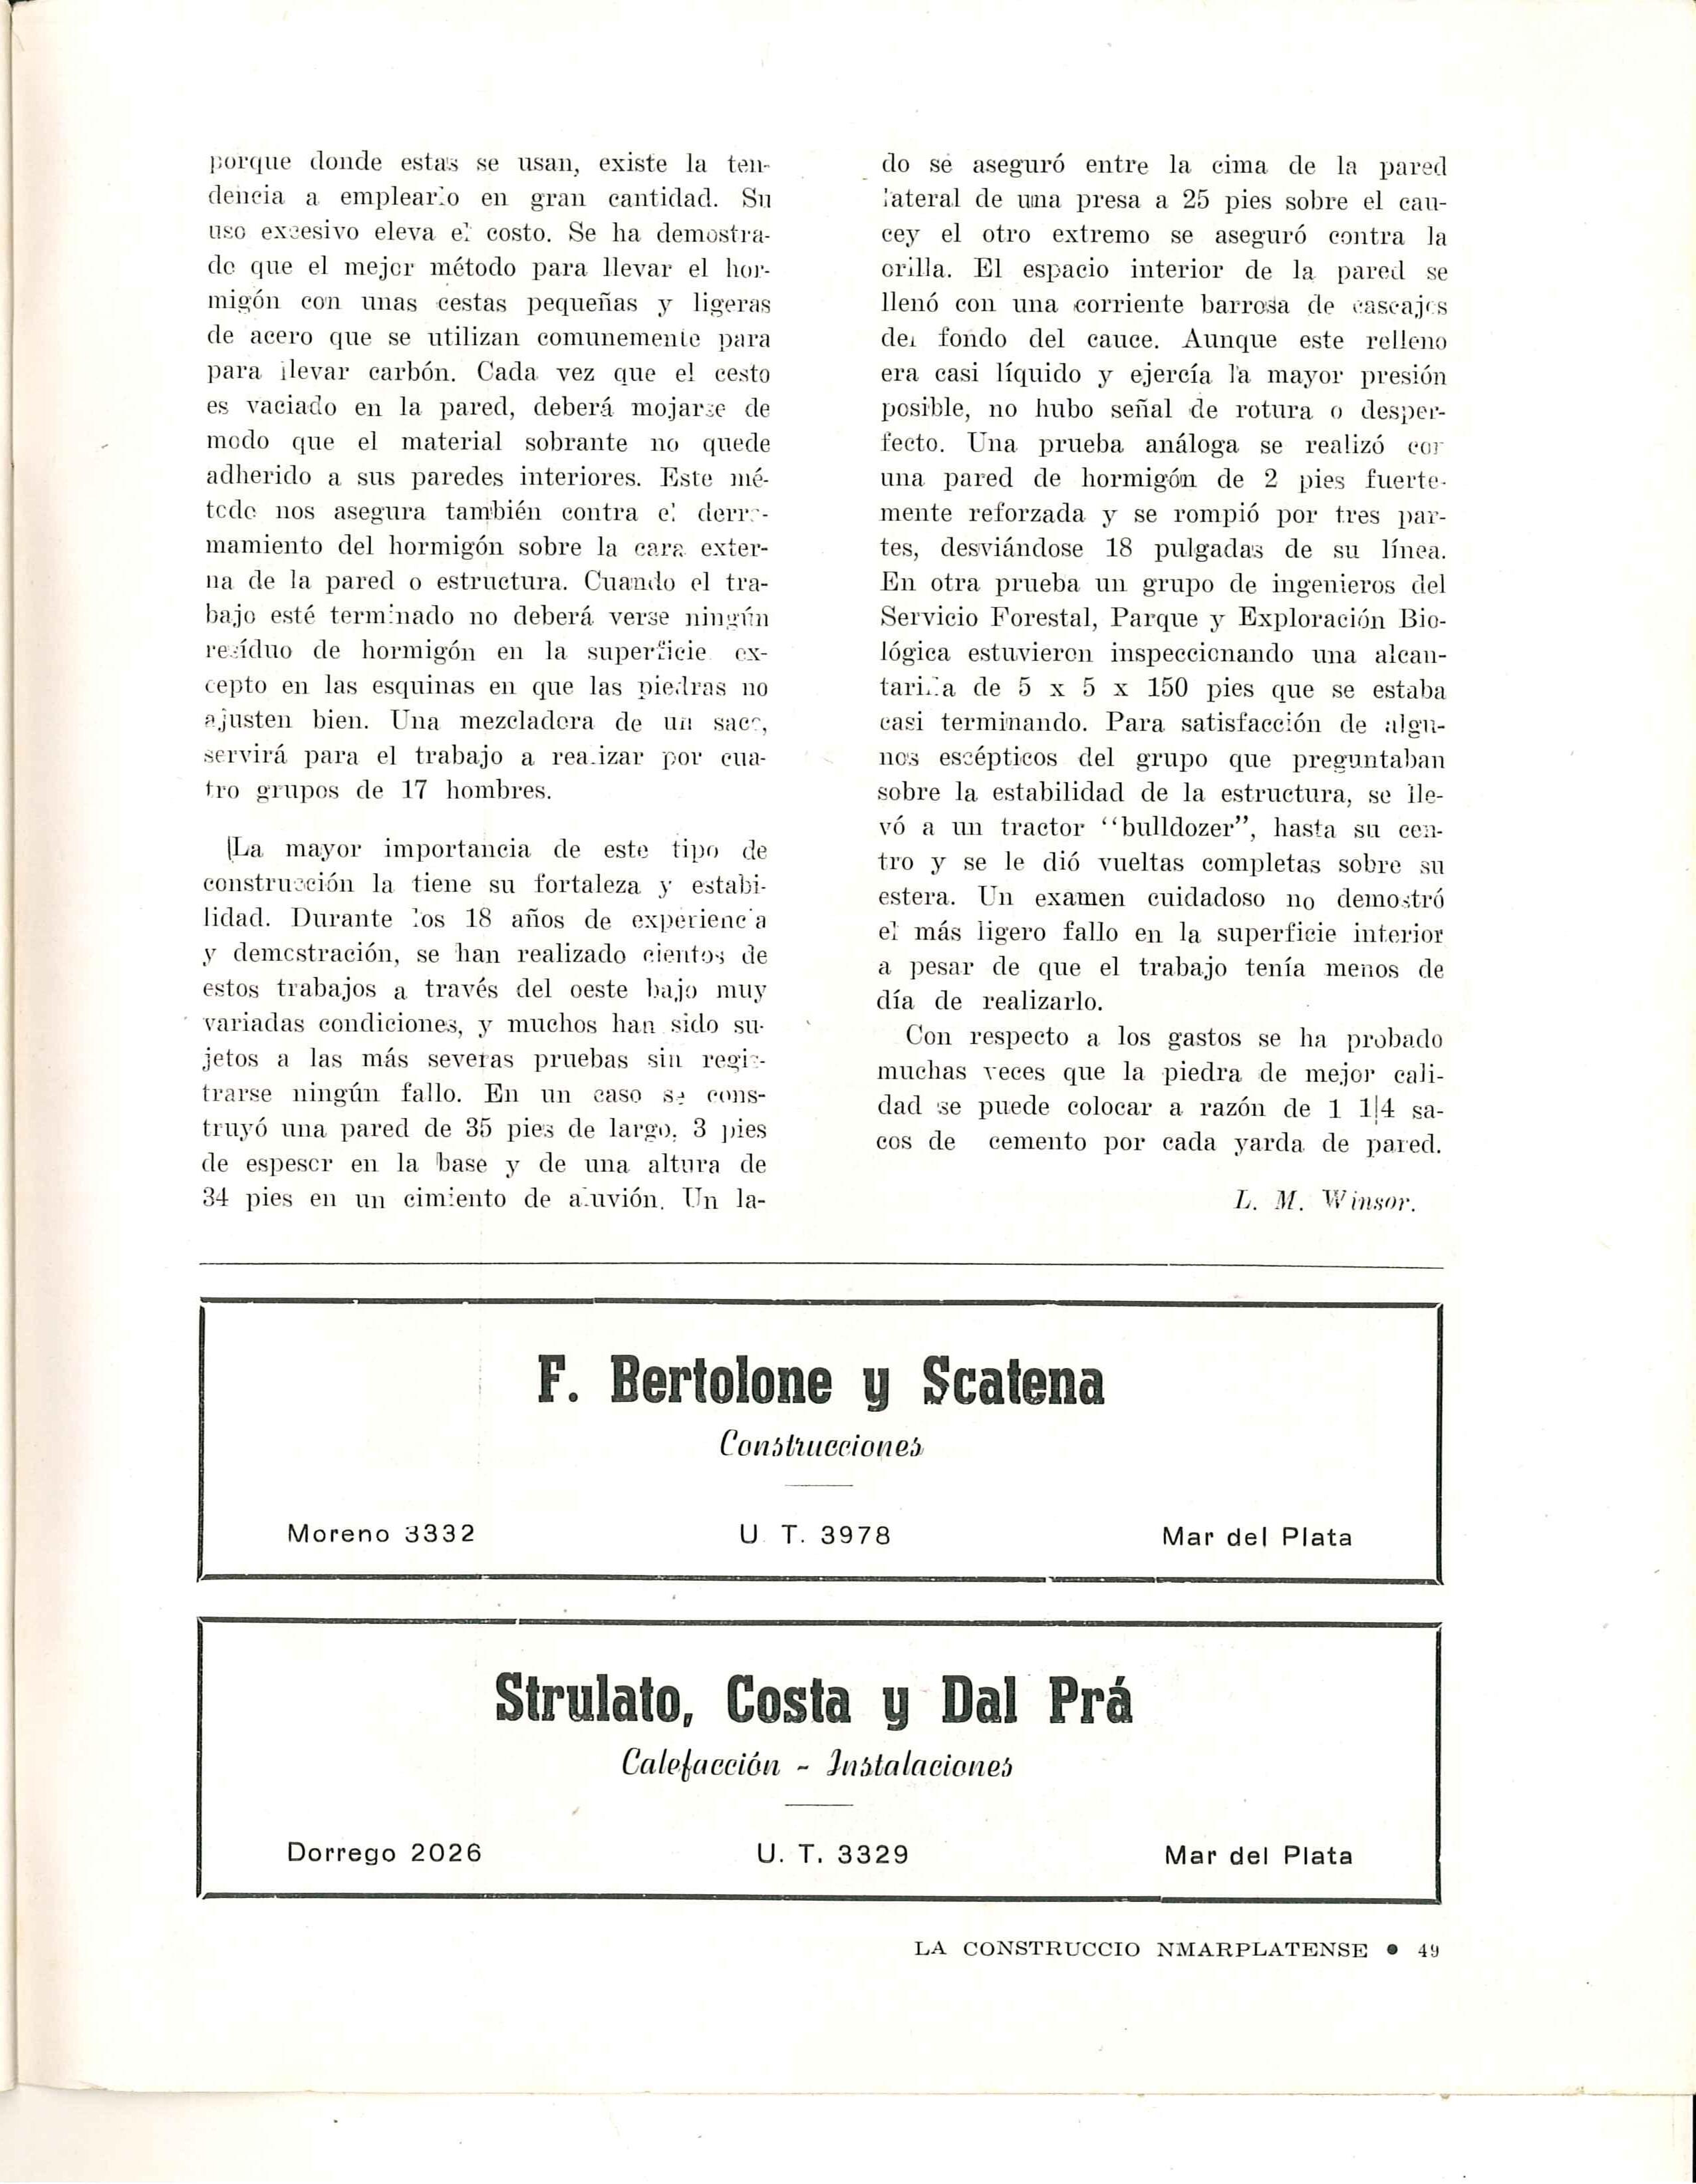 porque donde estas se usan, existe la ten-
dencia a emplearlo en gran cantidad. Su
uso excesivo eleva el costo. Se ha demostra-
do que el mejor método para llevar el hor-
migón con unas cestas pequeñas y ligeras
de acero que se utilizan comunemente para
para llevar carbón. Cada vez que el cesto
es vaciado en la pared, deberá mojarse de
modo que el material sobrante no quede
adherido a sus paredes interiores. Este mé-
todo nos asegura también contra el derra-
mamiento del hormigón sobre la cara exter-
na de la pared o estructura. Cuando el tra-
bajo esté terminado no deberá verse ningún
resíduo de hormigón en la superficie ex-
cepto en las esquinas en que las piedras no
ajusten bien. Una mezcladora de un saco,
servirá para el trabajo a realizar por cua-
tro grupos de 17 hombres.
La mayor importancia de este tipo de
construcción la tiene su fortaleza y estabi-
lidad. Durante los 18 años de experiencia
y demostración, se han realizado cientos de
estos trabajos a través del oeste bajo muy
variadas condiciones, y muchos han sido su-
jetos a las más severas pruebas sin regis-
trarse ningún fallo. En un caso se cons-
truyó una pared de 35 pies de largo, 3 pies
de espesor en la base y de una altura de
34 pies en un cimiento de aluvión. Un la-
do se aseguró entre la cima de la pared
lateral de una presa a 25 pies sobre el cau-
cey el otro extremo se aseguró contra la
orilla. El espacio interior de la pared se
llenó con una corriente barrosa de cascajos
del fondo del cauce. Aunque este relleno
era casi líquido y ejercía la mayor presión
posible, no hubo señal de rotura o desper-
fecto. Una prueba análoga se realizó con
una pared de hormigón de 2 pies fuerte-
mente reforzada y se rompió por tres par-
tes, desviándose 18 pulgadas de su línea.
En otra prueba un grupo de ingenieros del
Servicio Forestal, Parque y Exploración Bio-
lógica estuvieron inspeccionando una alcan-
tarilla de 5 x 5 x 150 pies que se estaba
casi terminando. Para satisfacción de algu-
nos escépticos del grupo que preguntaban
sobre la estabilidad de la estructura, se lle-
vó a un tractor "bulldozer", hasta su cen-
tro y se le dió vueltas completas sobre su
estera. Un examen cuidadoso no demostró
el más ligero fallo en la superficie interior
a pesar de que el trabajo tenía menos de
día de realizarlo.
Con respecto a los gastos se ha probado
muchas veces que la piedra de mejor cali-
dad se puede colocar a razón de 1 1|4 sa-
cos de cemento por cada yarda de pared.
L. M. Winsor.
F. Bertolone y Scatena
Construcciones
Moreno 3332 U T. 3978 Mar del Plata
Strulato, Costa y Dal Prá
Calefacción - Instalaciones
Dorrego 2026 U. T. 3329 Mar del Plata
LA CONSTRUCCIO NMARPLATENSE • 49